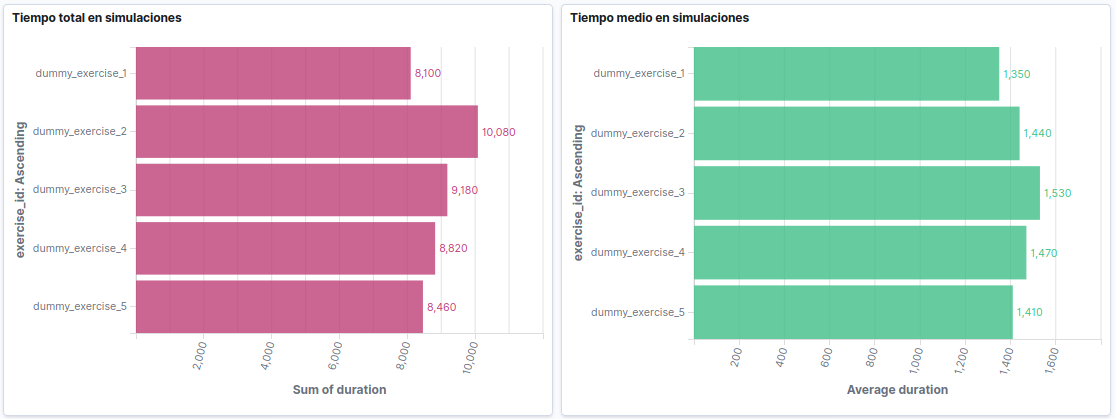 Tiempo total en simulaciones
exercise_id: Ascending
dummy_exercise_1
8,100
dummy_exercise_2
10,080
dummy_exercise_3
9,180
dummy_exercise_4
8,820
dummy_exercise_5
8,460
2,000
4,000
6,000
8,000
10,000
Sum of duration
Tiempo medio en simulaciones
exercise_id: Ascending
dummy_exercise_1
1,350
dummy_exercise_2
1,440
dummy_exercise_3
1,530
dummy_exercise_4
1,470
dummy_exercise_5
1,410
200
400
600
800
1,000
1,200
1,400
1,600
Average duration